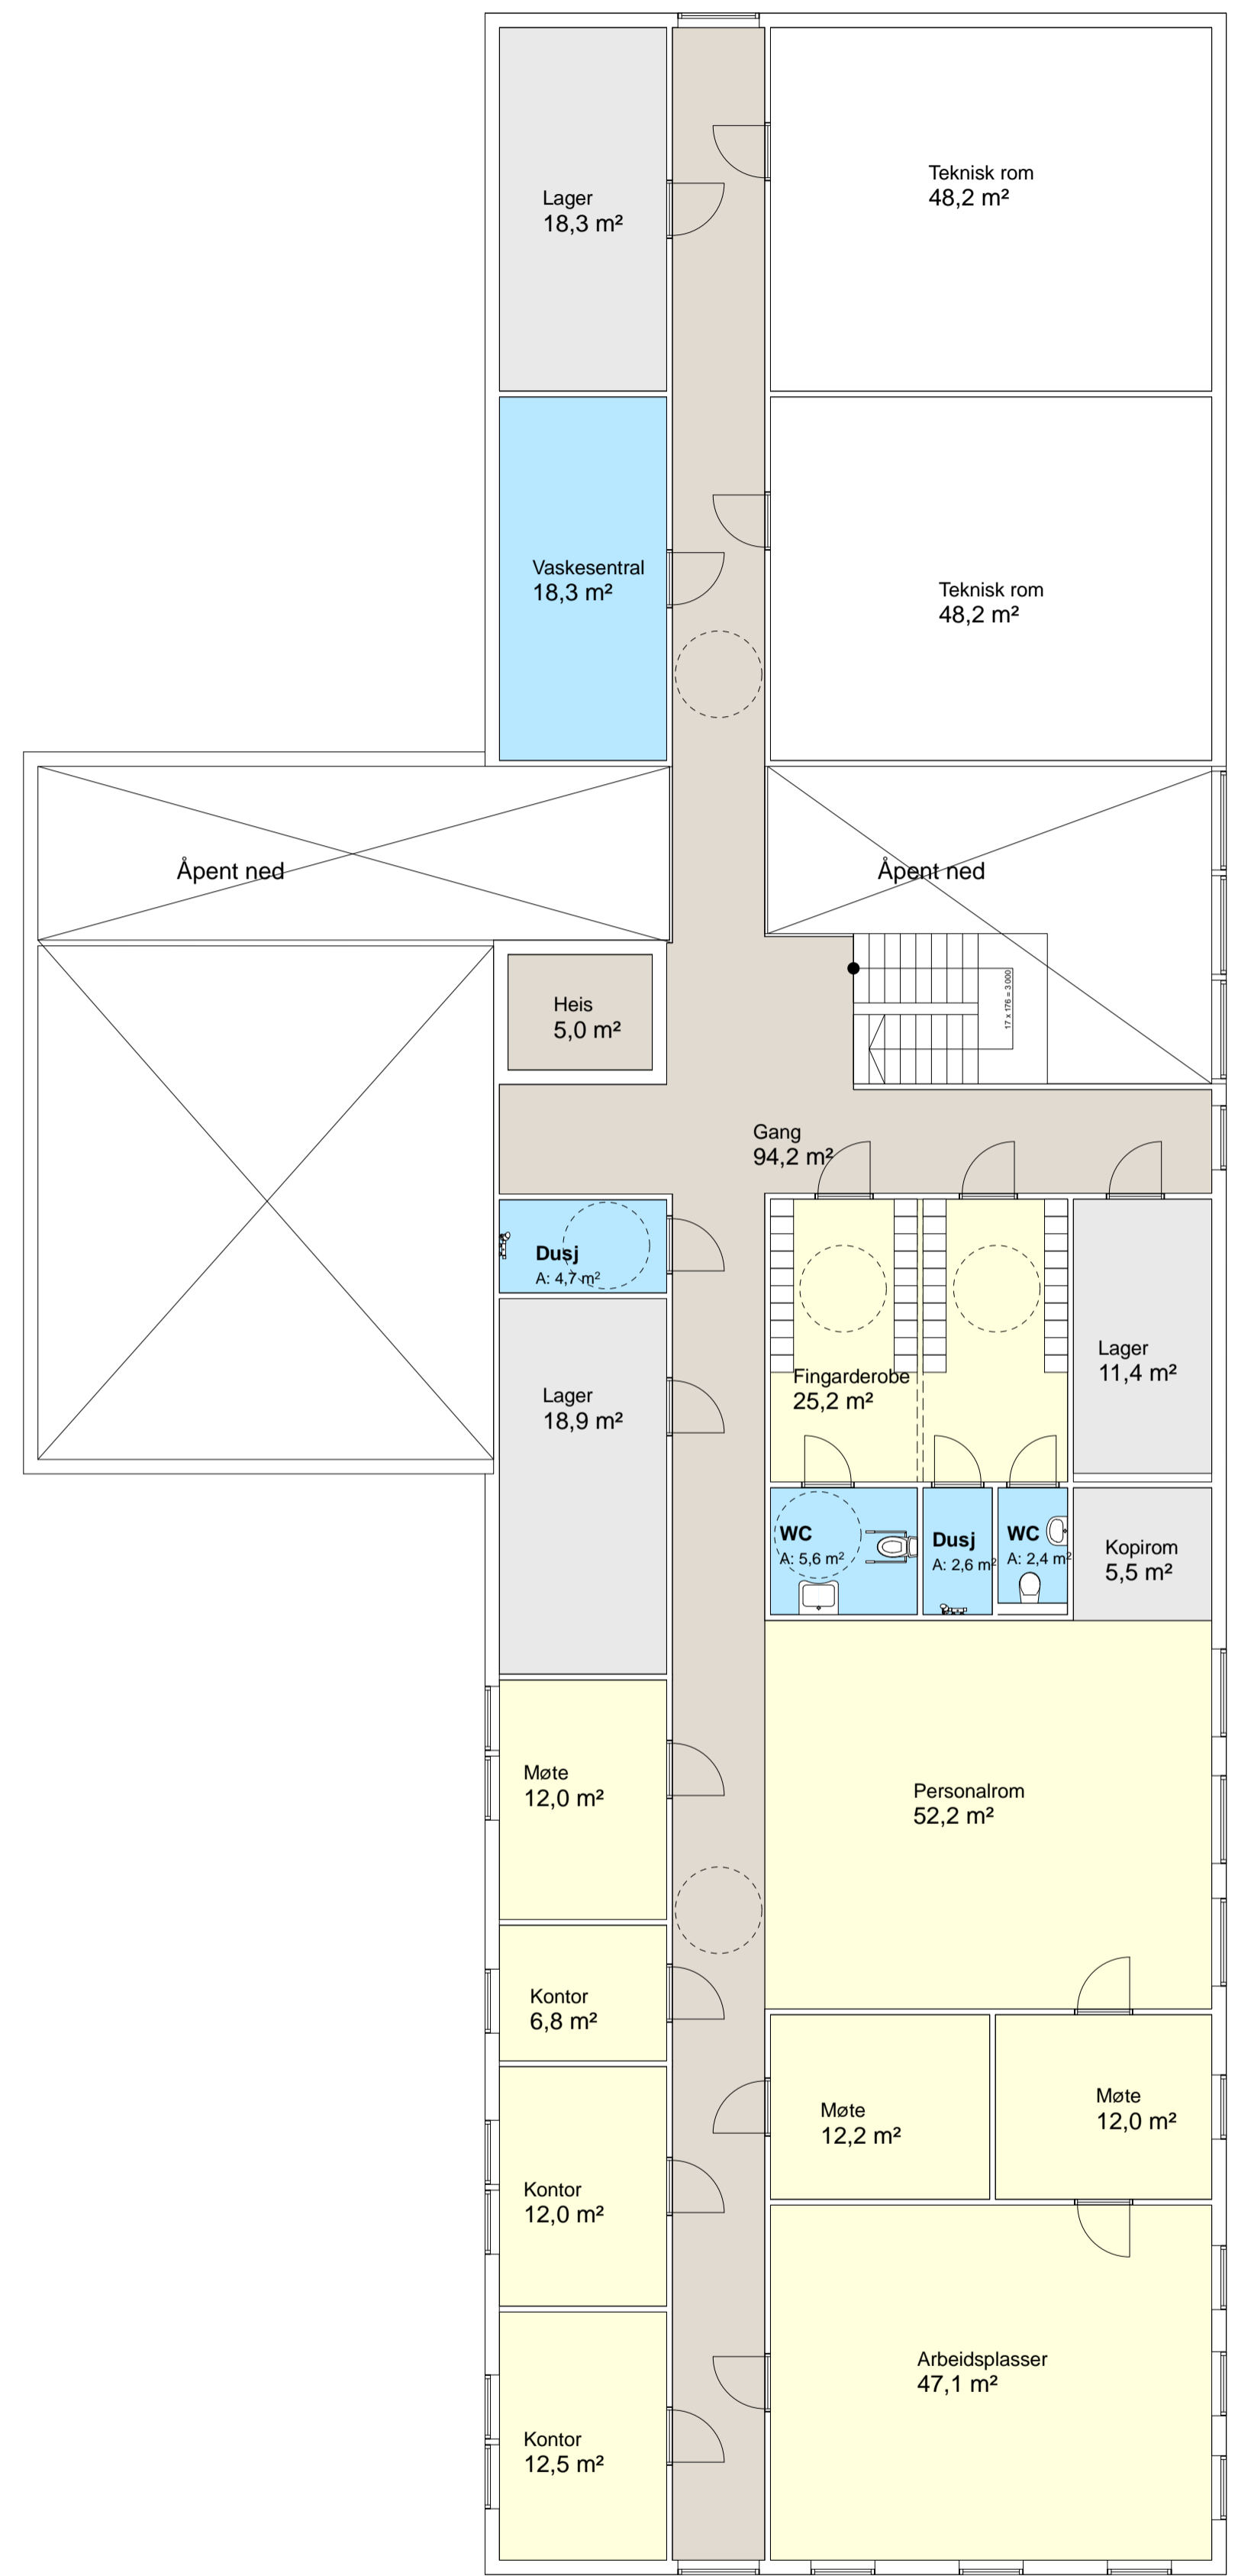 Teknisk rom
48,2 m²
Lager
18,3 m²
Vaskesentral
18,3 m²
Teknisk rom
48,2 m²
Åpent ned
Åpent ned
Heis
5,0 m²
17 x 176 = 3.000
Gang
94,2 m²
Dusj
A: 4,7 m²
Lager
11,4 m²
Fingarderobe
25,2 m²
Lager
18,9 m²
WC
A: 5,6 m²
Dusj
A: 2,6 m²
WC
A: 2,4 m²
Kopirom
5,5 m²
Møte
12,0 m²
Personalrom
52,2 m²
Kontor
6,8 m²
Møte
12,2 m²
Møte
12,0 m²
Kontor
12,0 m²
Arbeidsplasser
47,1 m²
Kontor
12,5 m²